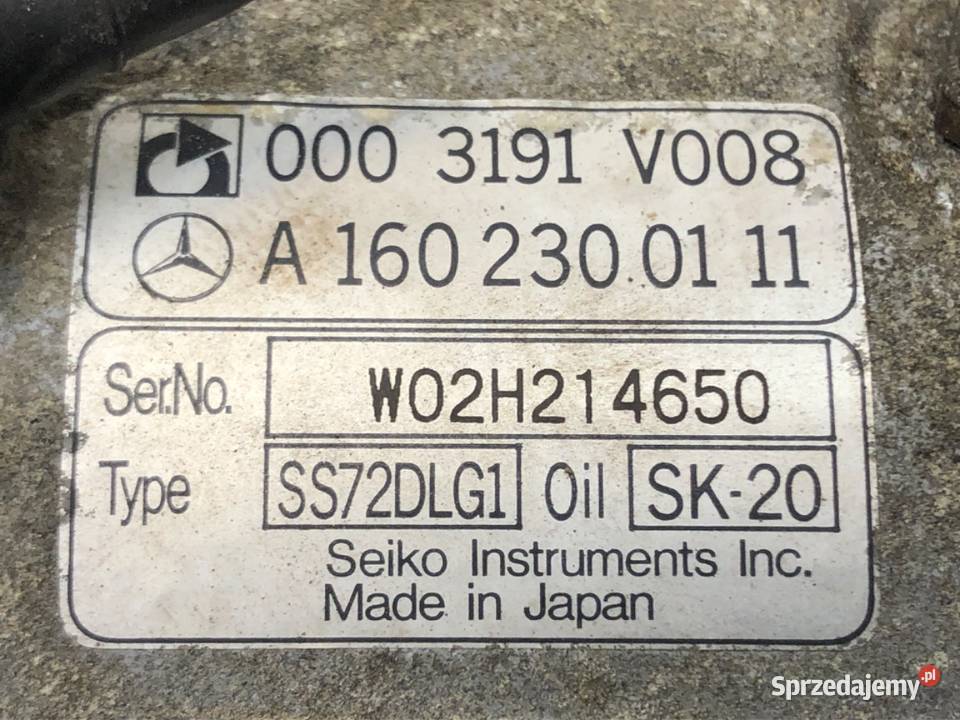 000 3191 V008
A 160 230 01 11
Ser.No. W02H214650
Type SS72DLG1 Oil SK-20
Seiko Instruments Inc.
Made in Japan
Sprzedajemy.pl